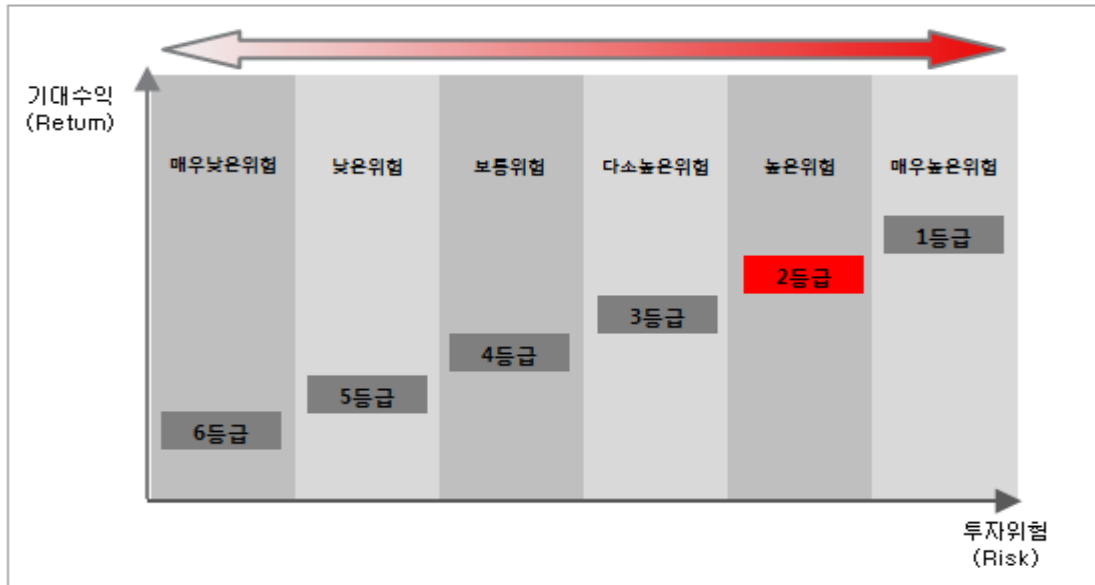 기대수익
(Return)
매우낮은위험
낮은위험
보통위험
다소높은위험
높은위험
매우높은위험
1등급
2등급
3등급
4등급
5등급
6등급
투자위험
(Risk)